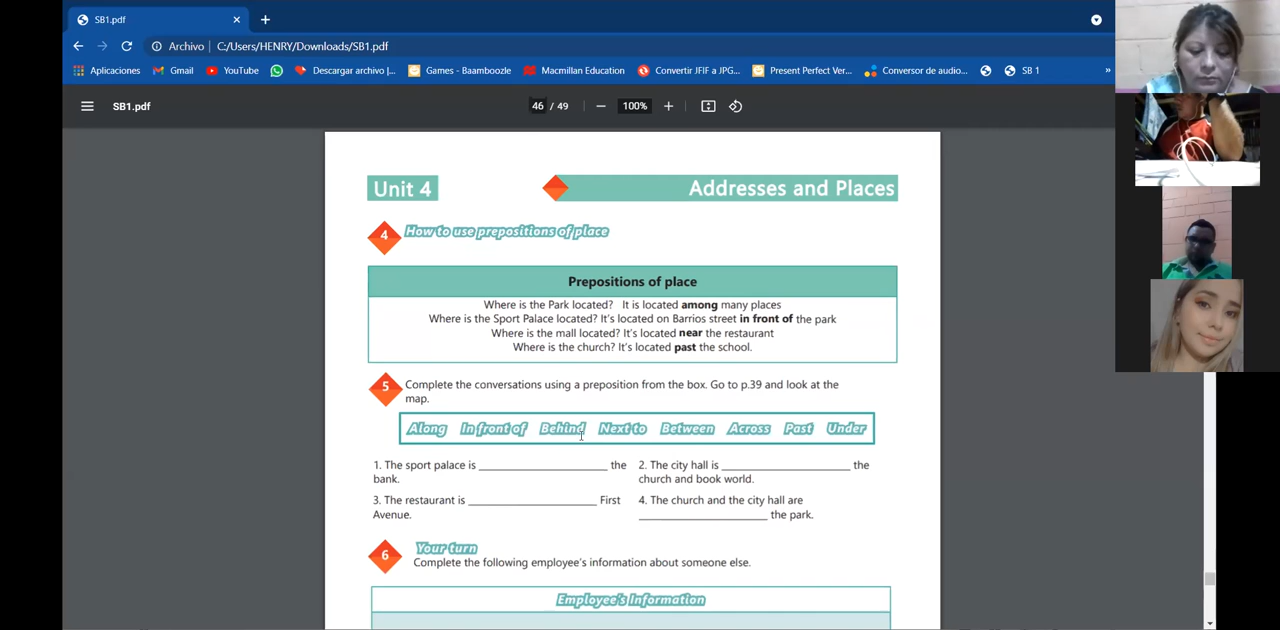 SB1.pdf
Archivo C:/Users/HENRY/Downloads/SB1.pdf
Aplicaciones Gmail YouTube Descargar archivo |... Games - Baamboozle Macmillan Education Convertir JFIF a JPG... Present Perfect Ver... Conversor de audio... SB 1 »
SB1.pdf 46 / 49 100%
Unit 4 Addresses and Places
4 How to use prepositions of place
Prepositions of place
Where is the Park located? It is located among many places
Where is the Sport Palace located? It's located on Barrios street in front of the park
Where is the mall located? It's located near the restaurant
Where is the church? It's located past the school.
5 Complete the conversations using a preposition from the box. Go to p.39 and look at the
map.
Along In front of Behind Next to Between Across Past Under
1. The sport palace is ____________________ the
bank.
2. The city hall is ____________________ the
church and book world.
3. The restaurant is ____________________ First
Avenue.
4. The church and the city hall are
____________________ the park.
6 Your turn
Complete the following employee's information about someone else.
Employee's Information